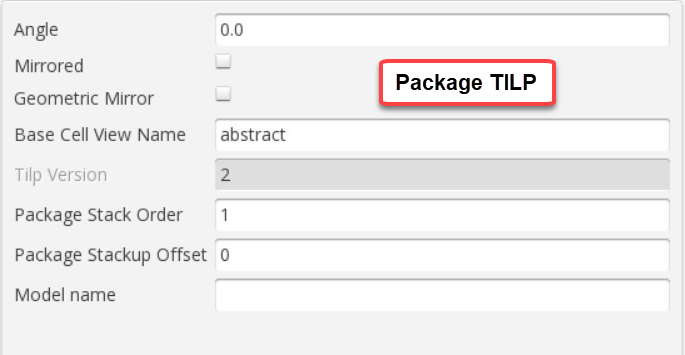 Angle 0.0
Mirrored
Package TILP
Geometric Mirror
Base Cell View Name abstract
Tilp Version 2
Package Stack Order 1
Package Stackup Offset 0
Model name